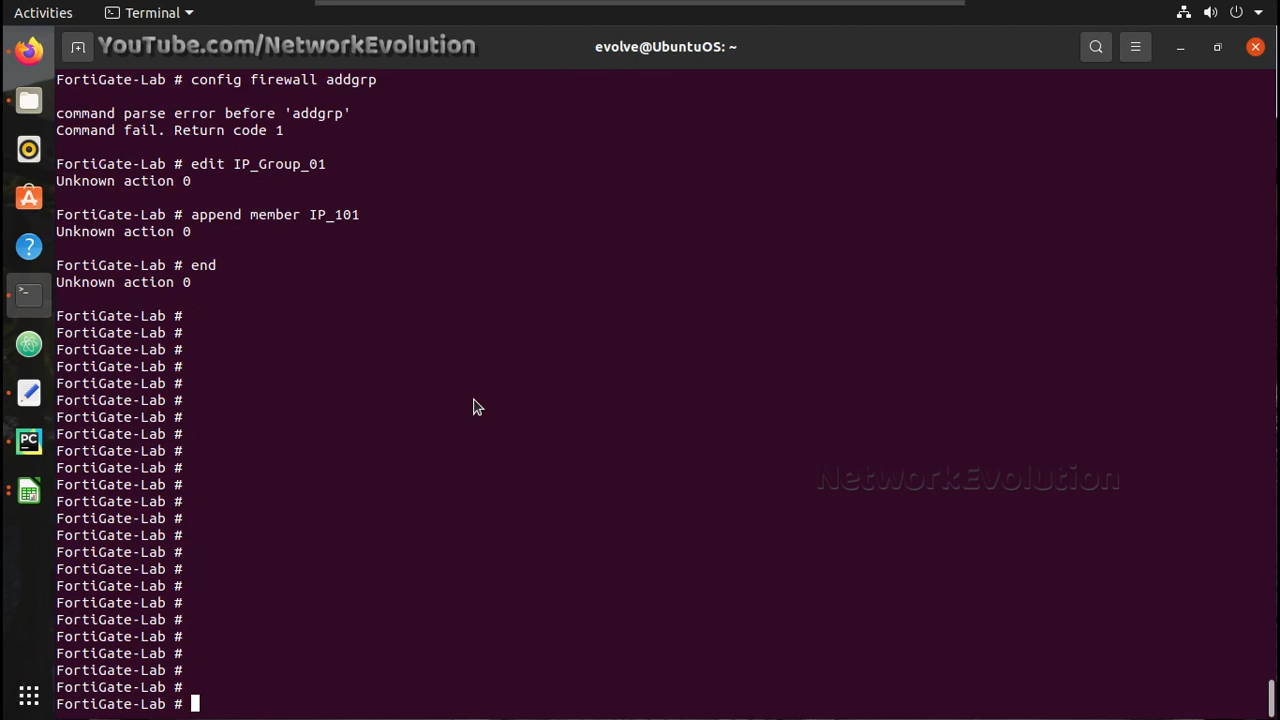 Activities
Terminal
YouTube.com/NetworkEvolution
evolve@UbuntuOS: ~
FortiGate-Lab # config firewall addgrp
command parse error before 'addgrp'
Command fail. Return code 1
FortiGate-Lab # edit IP_Group_01
Unknown action 0
FortiGate-Lab # append member IP_101
Unknown action 0
FortiGate-Lab # end
Unknown action 0
FortiGate-Lab #
FortiGate-Lab #
FortiGate-Lab #
FortiGate-Lab #
FortiGate-Lab #
FortiGate-Lab #
FortiGate-Lab #
FortiGate-Lab #
FortiGate-Lab #
FortiGate-Lab #
NetworkEvolution
FortiGate-Lab #
FortiGate-Lab #
FortiGate-Lab #
FortiGate-Lab #
FortiGate-Lab #
FortiGate-Lab #
FortiGate-Lab #
FortiGate-Lab #
FortiGate-Lab #
FortiGate-Lab #
FortiGate-Lab #
FortiGate-Lab #
FortiGate-Lab #
FortiGate-Lab #
PC